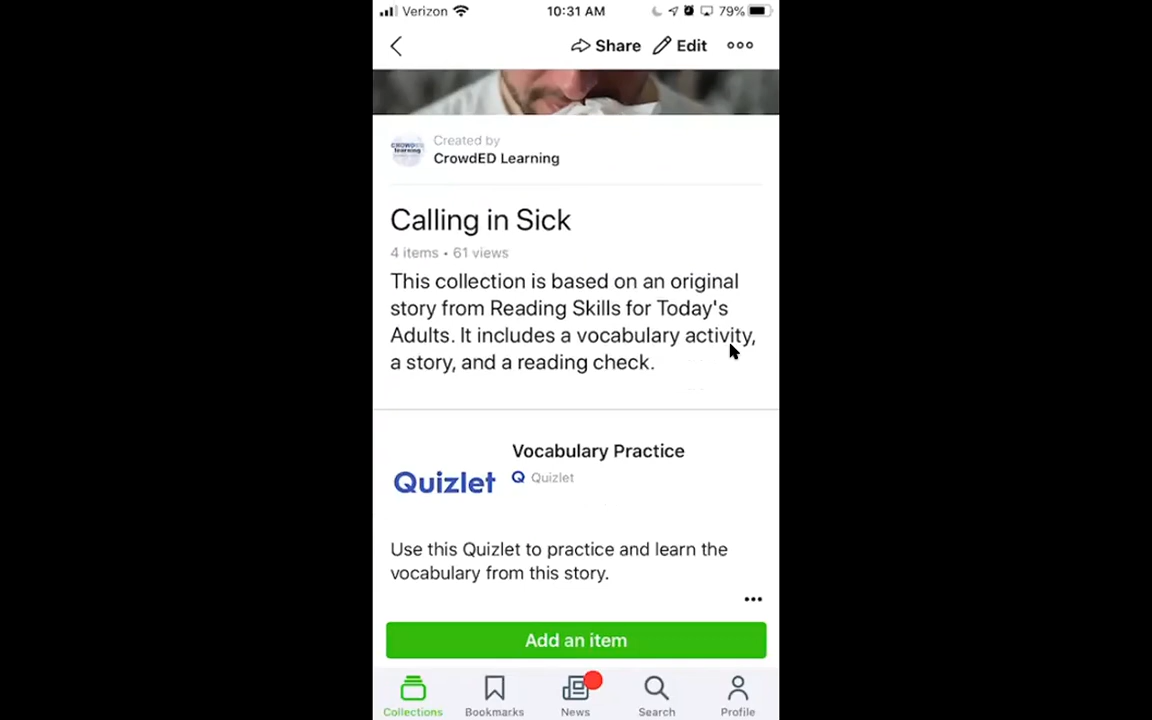 Verizon 10:31 AM 79%
Share Edit
CROWDED
learning
Created by
CrowdED Learning
Calling in Sick
4 items • 61 views
This collection is based on an original
story from Reading Skills for Today's
Adults. It includes a vocabulary activity,
a story, and a reading check.
Vocabulary Practice
Quizlet
Q Quizlet
Use this Quizlet to practice and learn the
vocabulary from this story.
Add an item
Collections Bookmarks News Search Profile